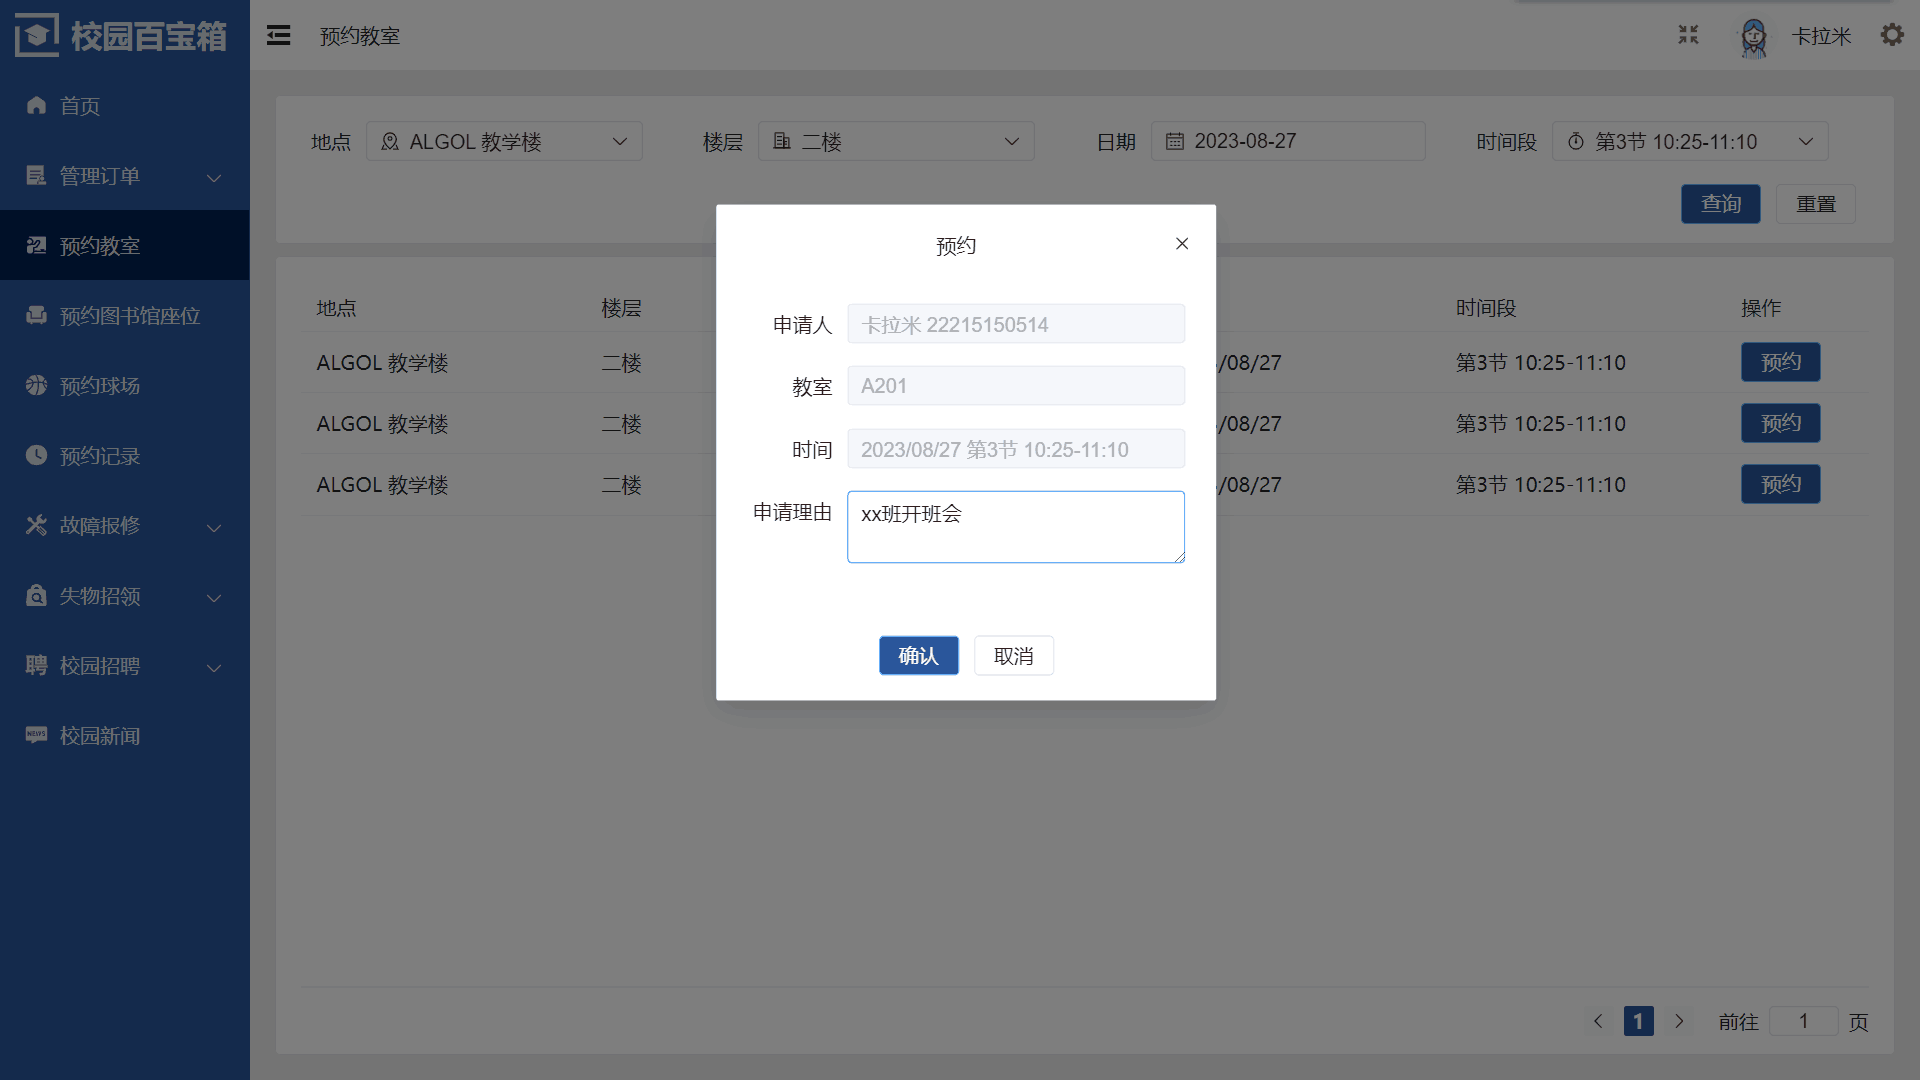 校园百宝箱
预约教室
卡拉米
首页
管理订单
预约教室
预约图书馆座位
预约球场
预约记录
故障报修
失物招领
聘 校园招聘
NEWS 校园新闻
地点 ALGOL 教学楼 楼层 二楼 日期 2023-08-27 时间段 第3节 10:25-11:10
查询 重置
地点 楼层 时间段 操作
ALGOL 教学楼 二楼 /08/27 第3节 10:25-11:10 预约
ALGOL 教学楼 二楼 /08/27 第3节 10:25-11:10 预约
ALGOL 教学楼 二楼 /08/27 第3节 10:25-11:10 预约
预约
申请人 卡拉米 22215150514
教室 A201
时间 2023/08/27 第3节 10:25-11:10
申请理由 xx班开班会
确认 取消
1 前往 1 页